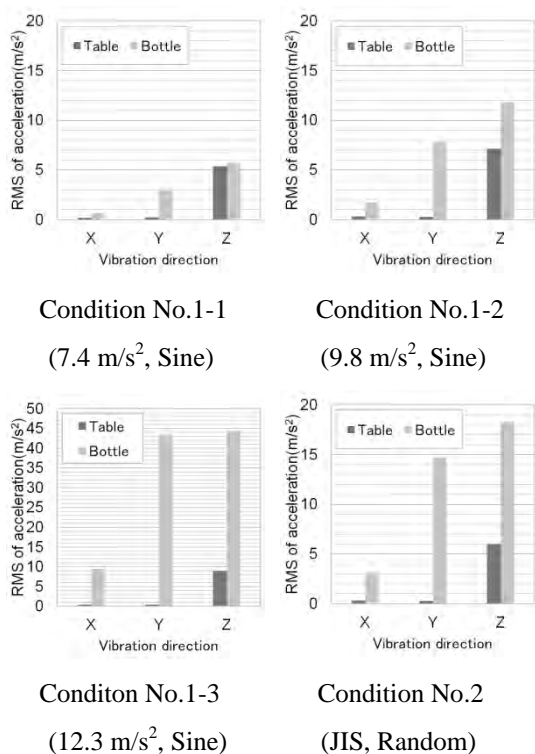 20
15
10
5
0
RMS of acceleration(m/s²)
Table Bottle
X Y Z
Vibration direction
Condition No.1-1
(7.4 m/s², Sine)
20
15
10
5
0
RMS of acceleration(m/s²)
Table Bottle
X Y Z
Vibration direction
Condition No.1-2
(9.8 m/s², Sine)
50
45
40
35
30
25
20
15
10
5
0
RMS of acceleration(m/s²)
Table
Bottle
X Y Z
Vibration direction
Conditon No.1-3
(12.3 m/s², Sine)
20
15
10
5
0
RMS of acceleration(m/s²)
Table Bottle
X Y Z
Vibration direction
Condition No.2
(JIS, Random)